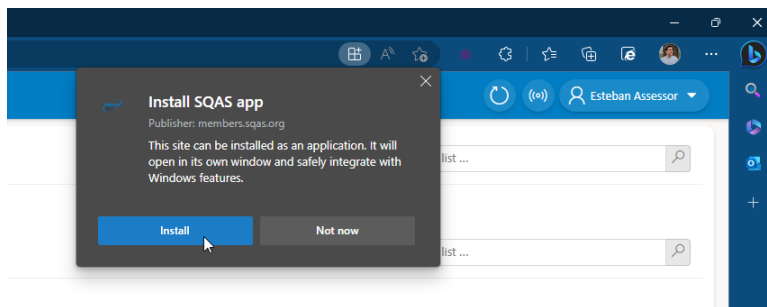 Esteban Assessor
Install SQAS app
Publisher: members.sqas.org
This site can be installed as an application. It will
open in its own window and safely integrate with
Windows features.
list ...
Install
Not now
list ...